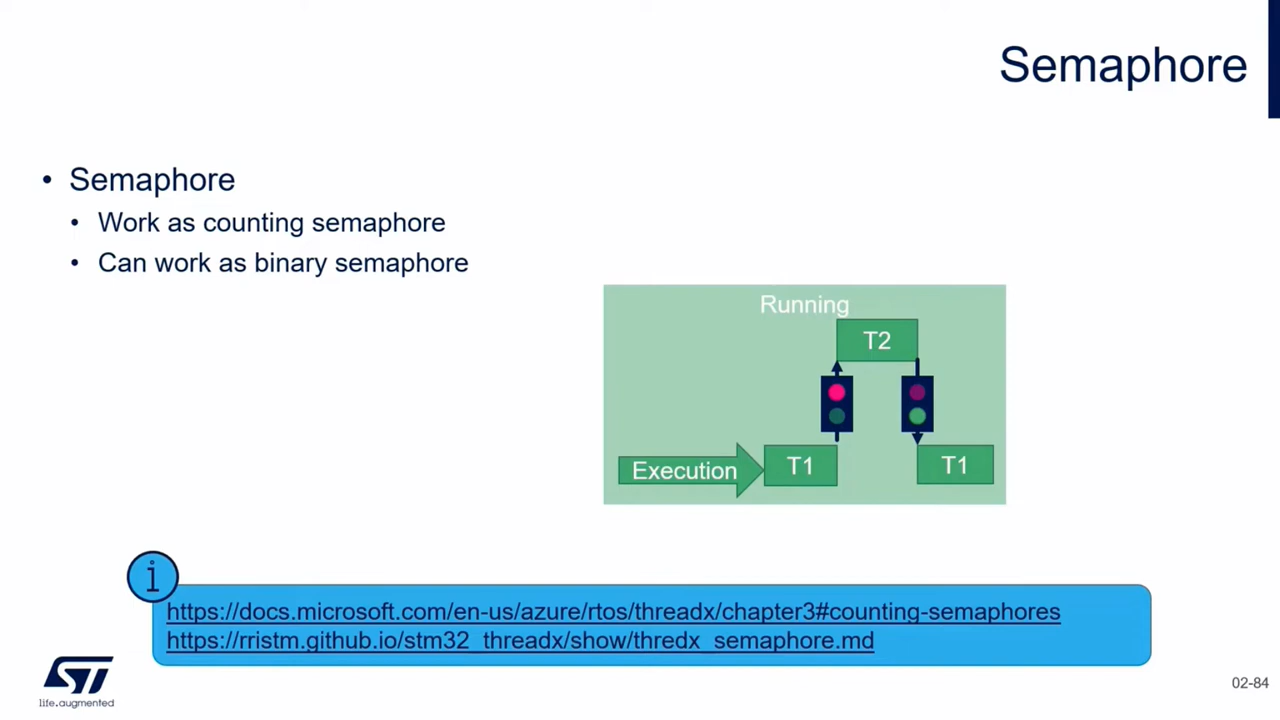 Semaphore
• Semaphore
• Work as counting semaphore
• Can work as binary semaphore
Running
T2
Execution
T1
T1
i
https://docs.microsoft.com/en-us/azure/rtos/threadx/chapter3#counting-semaphores
https://rristm.github.io/stm32_threadx/show/thredx_semaphore.md
ST
life.augmented
02-84